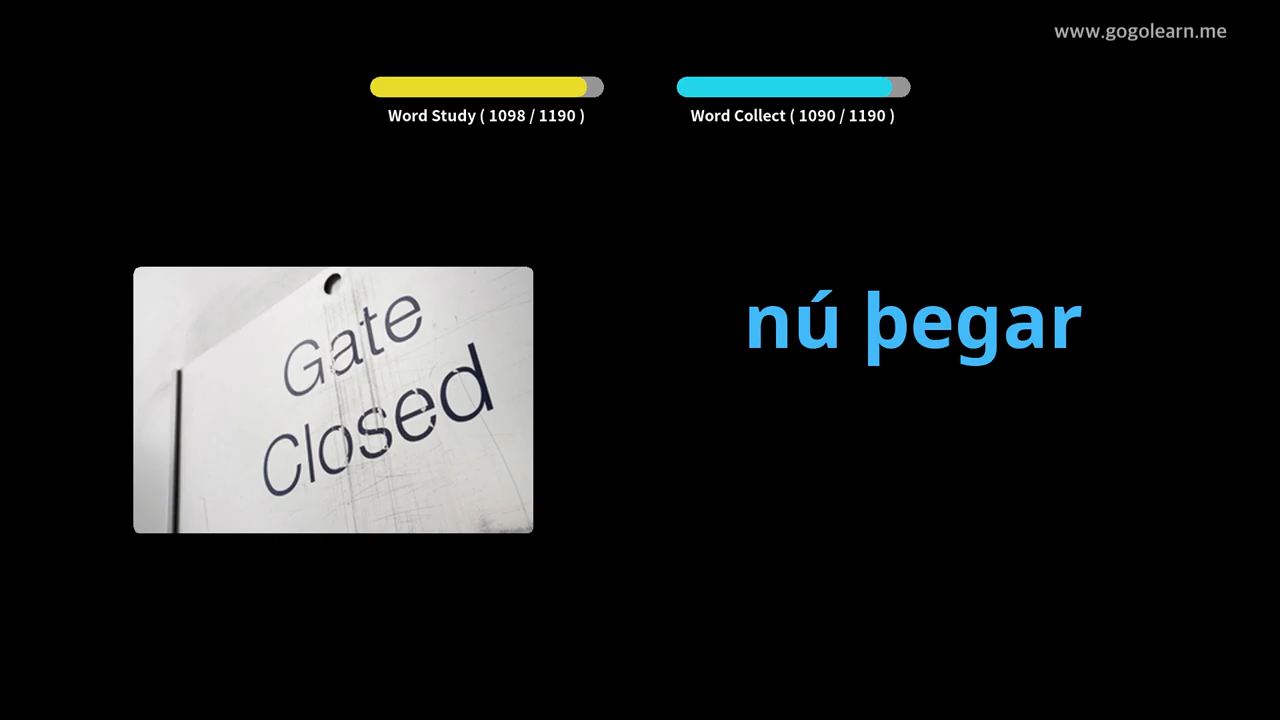 www.gogolearn.me
Word Study ( 1098 / 1190 )
Word Collect ( 1090 / 1190 )
Gate
Closed
nú þegar